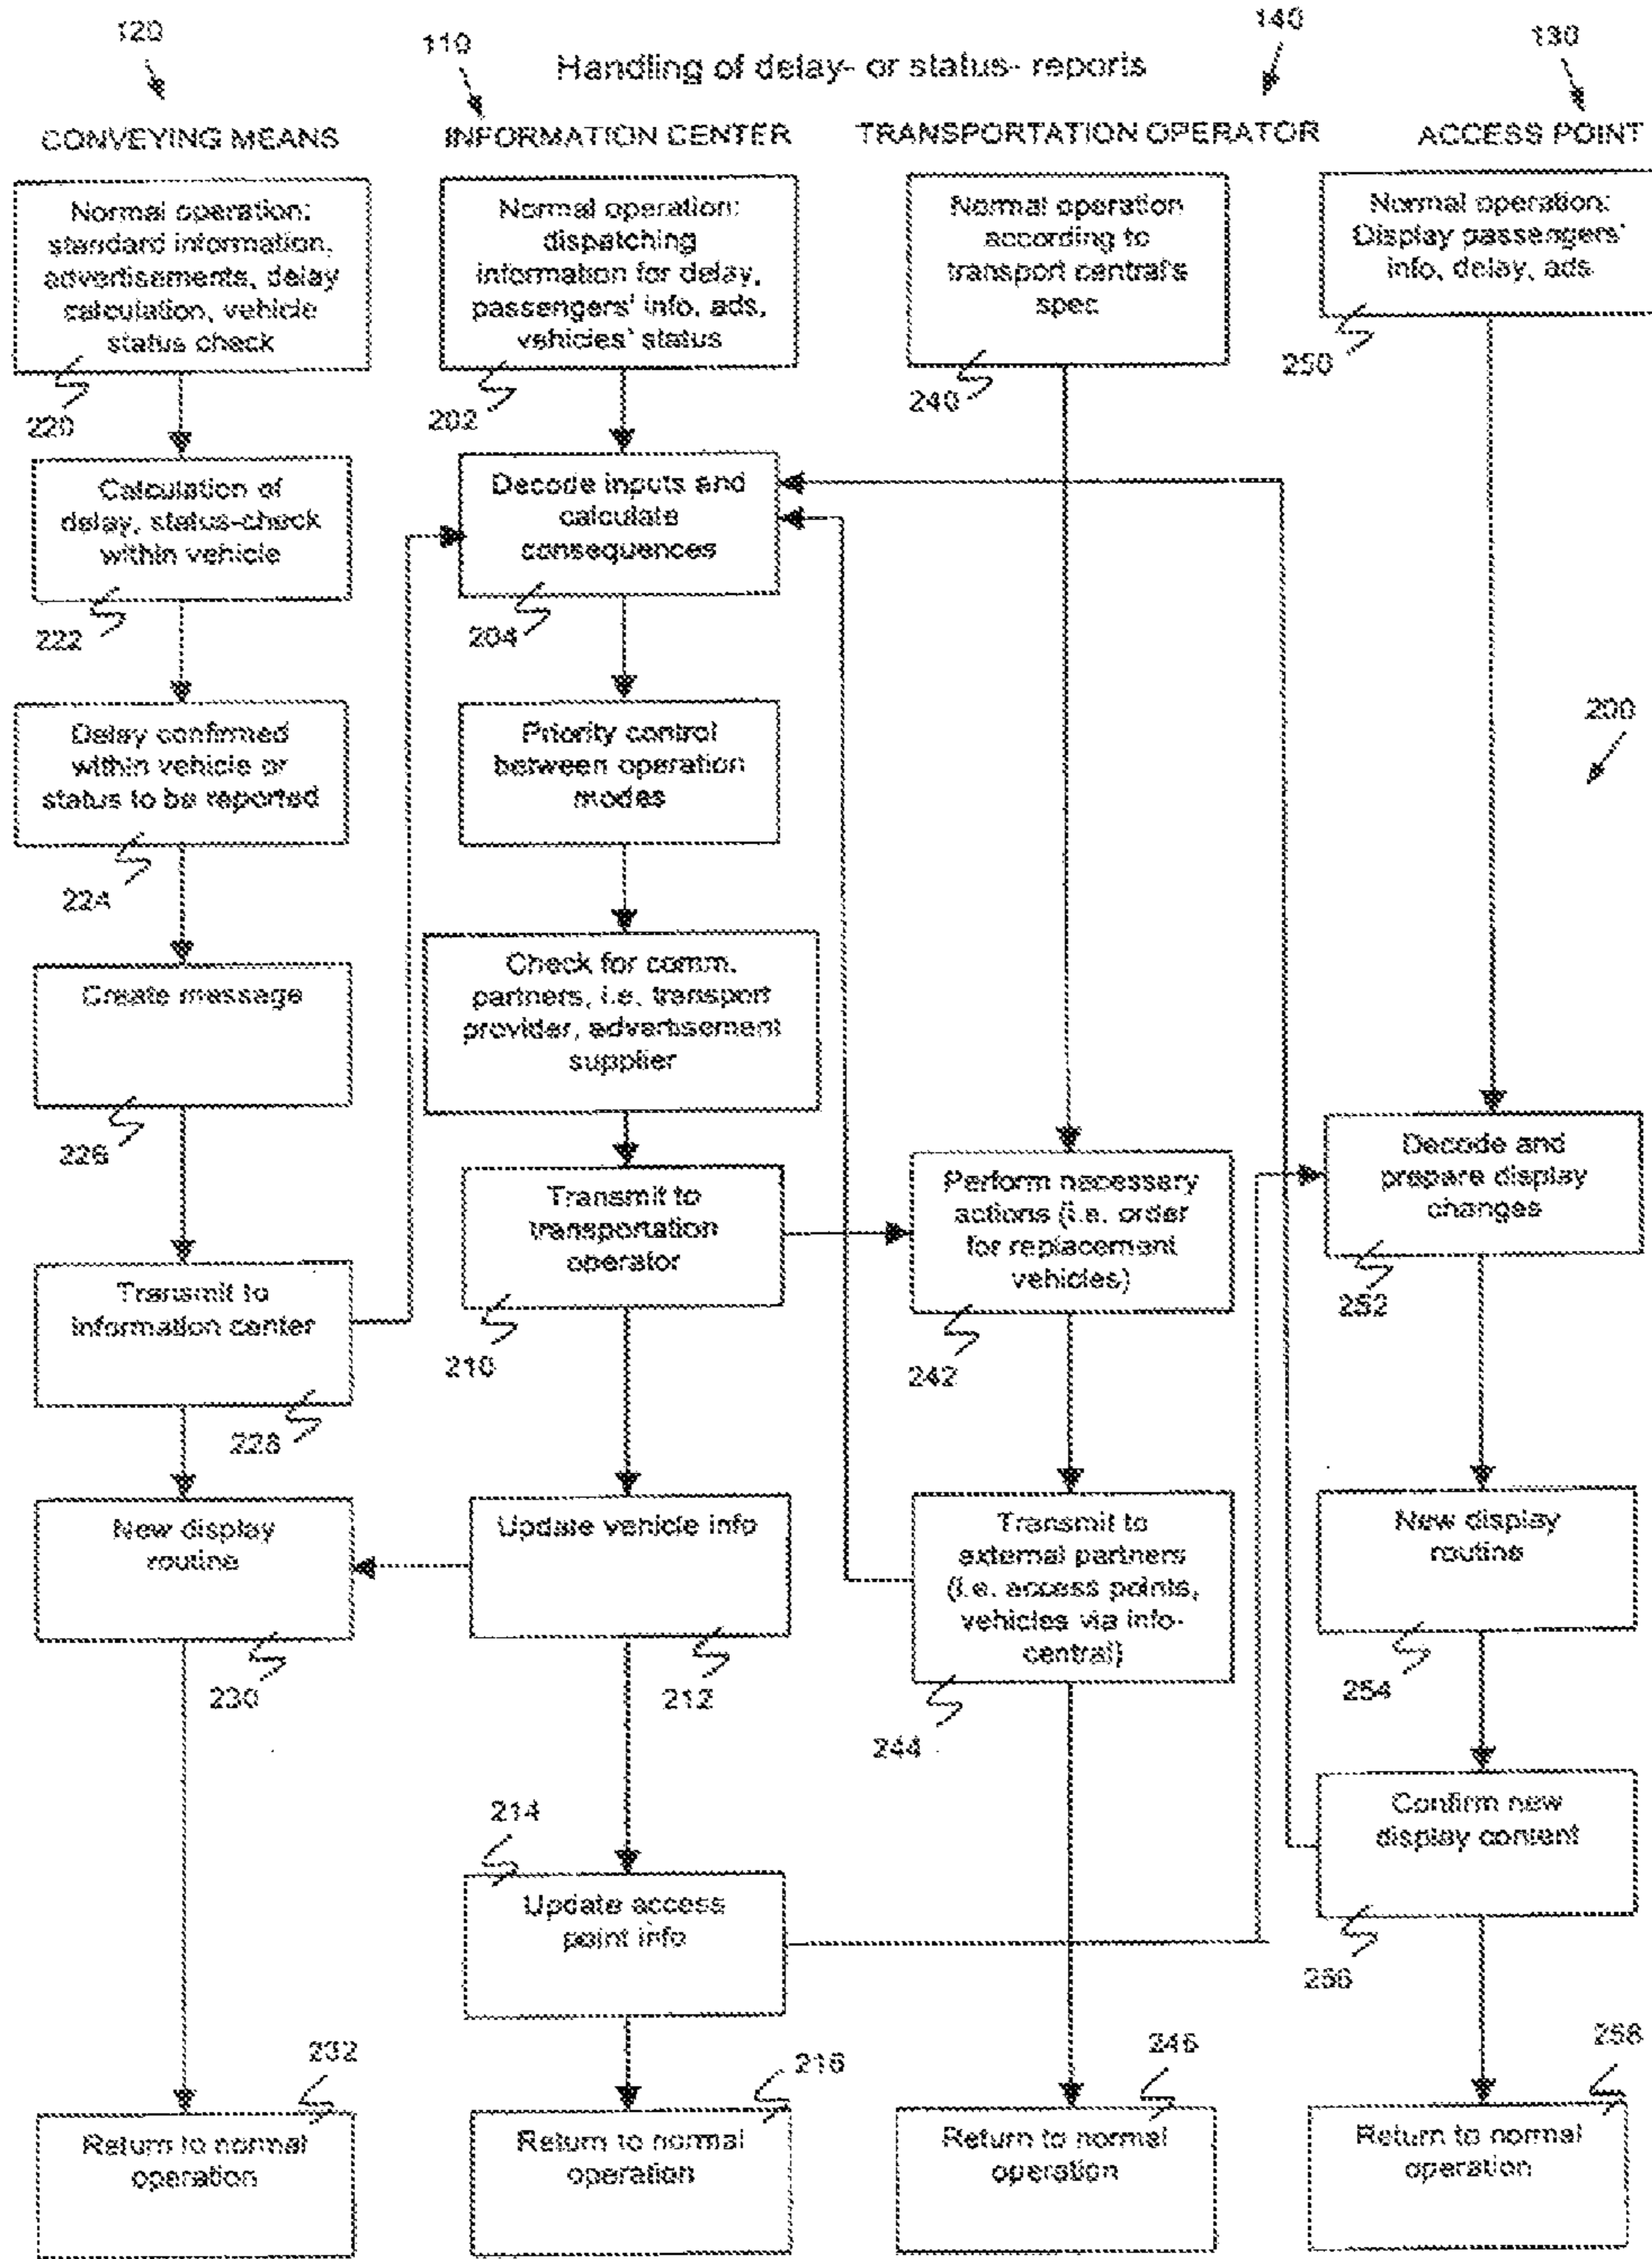 120
110
140
130
Handling of delay- or status- reports
CONVEYING MEANS
INFORMATION CENTER
TRANSPORTATION OPERATOR
ACCESS POINT
Normal operation:
standard information,
advertisements, delay
calculation, vehicle
status check
220
Normal operation:
dispatching
information for delay,
passengers' info, ads,
vehicles' status
202
Normal operation
according to
transport central's
spec
240
Normal operation:
Display passengers'
info, delay, ads
250
Calculation of
delay, status-check
within vehicle
222
Decode inputs and
calculate
consequences
204
Delay confirmed
within vehicle or
status to be reported
224
Priority control
between operation
modes
200
Create message
226
Check for comm.
partners, i.e. transport
provider, advertisement
supplier
Transmit to
information center
228
Transmit to
transportation
operator
210
Perform necessary
actions (i.e. order
for replacement
vehicles)
242
Decode and
prepare display
changes
252
New display
routine
230
Update vehicle info
212
Transmit to
external partners
(i.e. access points,
vehicles via info-
central)
244
New display
routine
254
214
Update access
point info
Confirm new
display content
256
232
Return to normal
operation
216
Return to normal
operation
246
Return to normal
operation
258
Return to normal
operation